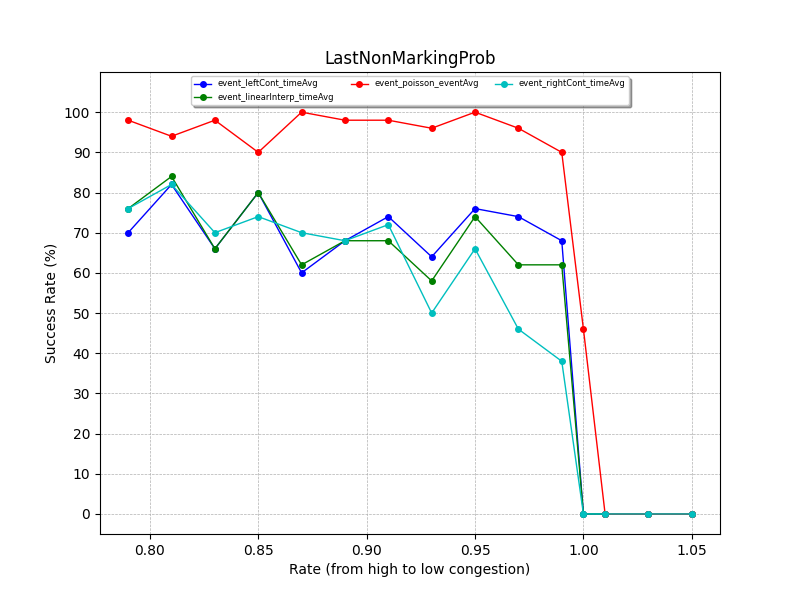 LastNonMarkingProb
event_leftCont_timeAvg event_poisson_eventAvg event_rightCont_timeAvg
event_linearInterp_timeAvg
100
90
80
70
60
50
40
30
20
10
0
Success Rate (%)
0.80 0.85 0.90 0.95 1.00 1.05
Rate (from high to low congestion)